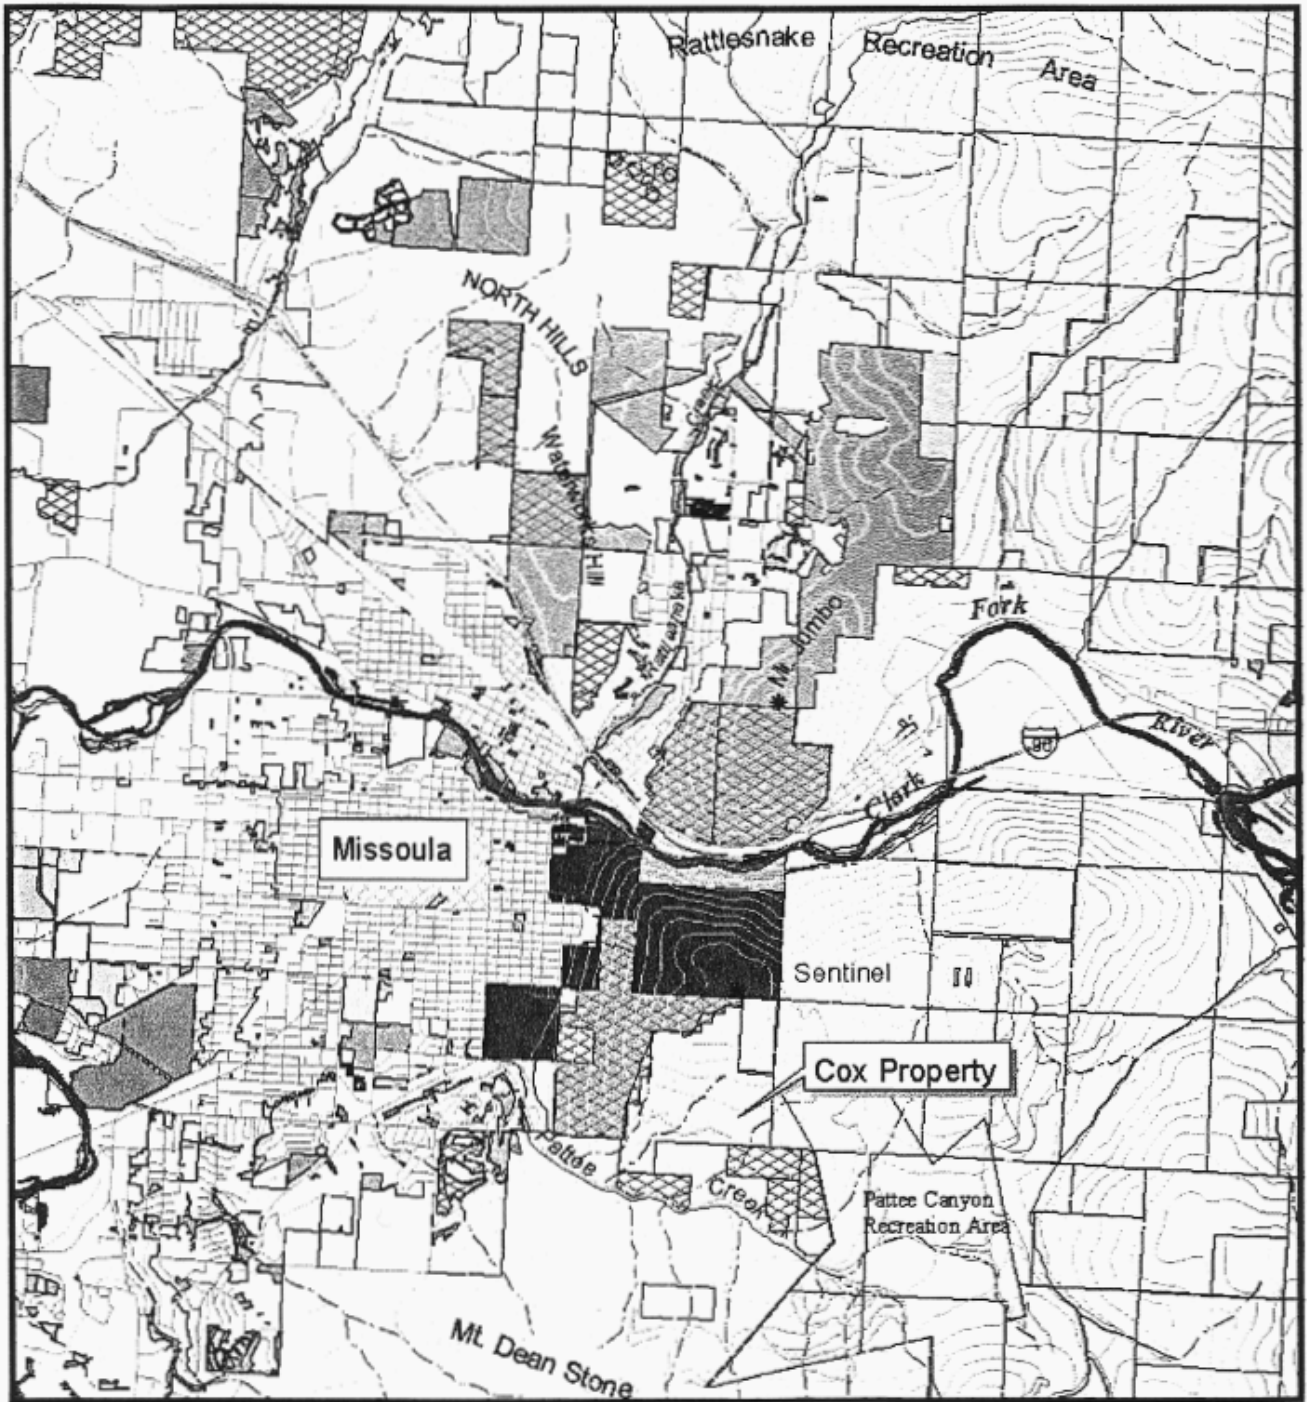 Rattlesnake Recreation Area
NORTH HILLS
Waterworks Hill
Creek
Rattlesnake
Mt. Jumbo
Fork
River
90
Clark
Missoula
Sentinel
Cox Property
Pattee
Creek
Pattee Canyon
Recreation Area
Mt. Dean Stone